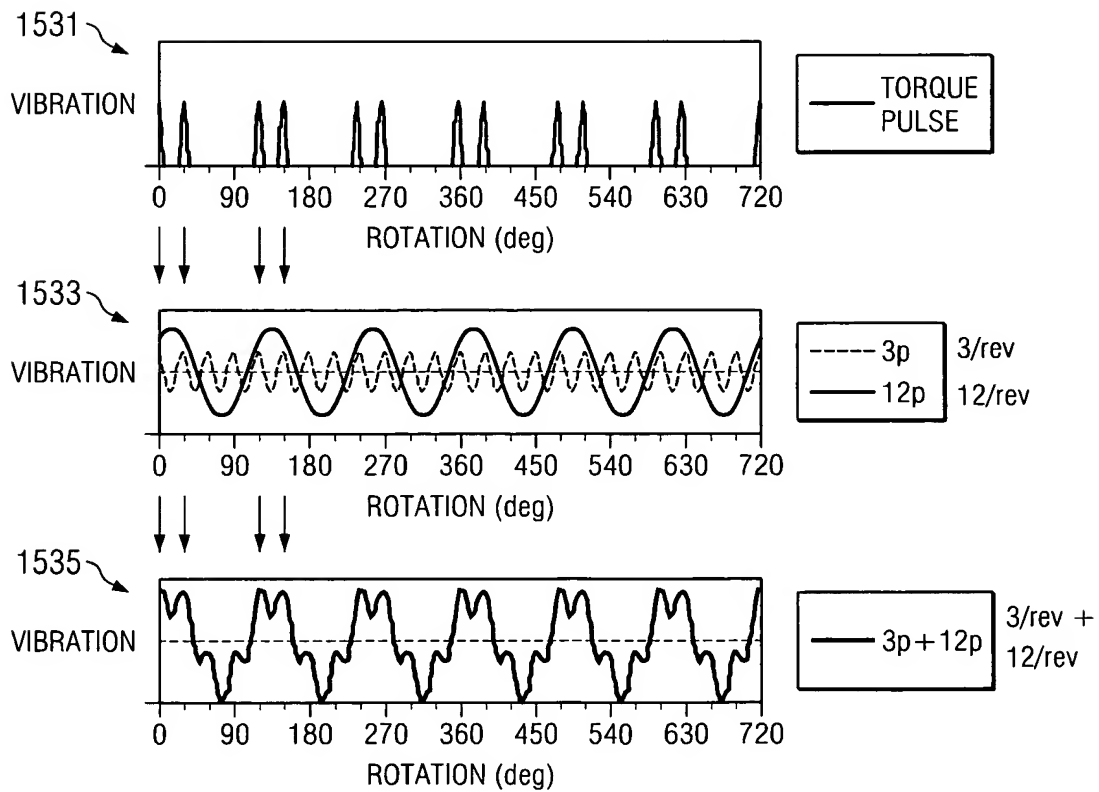 1531
VIBRATION
TORQUE
PULSE
0 90 180 270 360 450 540 630 720
ROTATION (deg)
1533
VIBRATION
3p 3/rev
12p 12/rev
0 90 180 270 360 450 540 630 720
ROTATION (deg)
1535
VIBRATION
3p+12p
3/rev +
12/rev
0 90 180 270 360 450 540 630 720
ROTATION (deg)